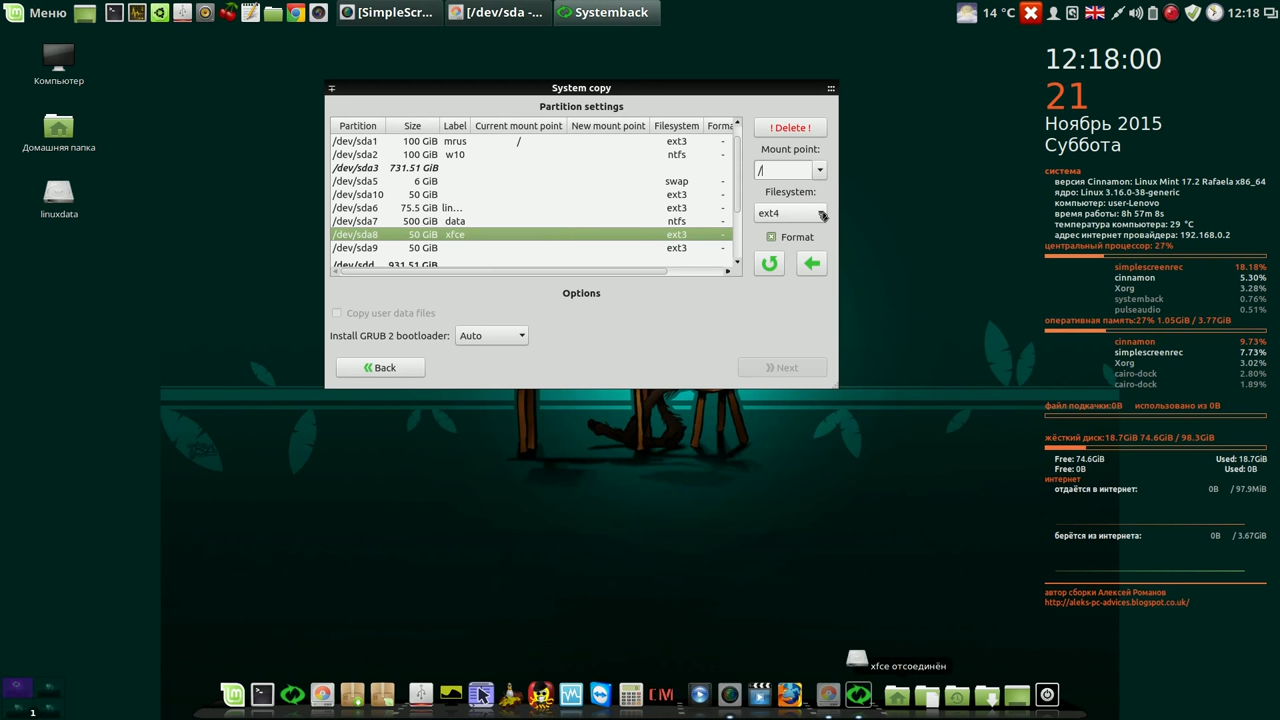 Меню
[SimpleScr...
[/dev/sda -...
Systemback
14 °C
12:18
Компьютер
Домашняя папка
linuxdata
System copy
Partition settings
Partition Size Label Current mount point New mount point Filesystem Forma
/dev/sda1 100 GiB mrus / ext3 -
/dev/sda2 100 GiB w10 ntfs -
/dev/sda3 731.51 GiB
/dev/sda5 6 GiB swap -
/dev/sda10 50 GiB ext3 -
/dev/sda6 75.5 GiB lin... ext3 -
/dev/sda7 500 GiB data ntfs -
/dev/sda8 50 GiB xfce ext3 -
/dev/sda9 50 GiB ext3 -
/dev/sdd 931.51 GiB
! Delete !
Mount point:
/
Filesystem:
ext4
Format
Options
Copy user data files
Install GRUB 2 bootloader: Auto
Back
Next
12:18:00
21
Ноябрь 2015
Суббота
система
версия Cinnamon: Linux Mint 17.2 Rafaela x86_64
ядро: Linux 3.16.0-38-generic
компьютер: user-Lenovo
время работы: 8h 57m 8s
температура компьютера: 29 °C
адрес интернет провайдера: 192.168.0.2
центральный процессор: 27%
simplescreenrec 18.18%
cinnamon 5.30%
Xorg 3.28%
systemback 0.76%
pulseaudio 0.51%
оперативная память:27% 1.05GiB / 3.77GiB
cinnamon 9.73%
simplescreenrec 7.73%
Xorg 3.02%
cairo-dock 2.80%
cairo-dock 1.89%
файл подкачки:0B использовано из 0B
жёсткий диск:18.7GiB 74.6GiB / 98.3GiB
Free: 74.6GiB Used: 18.7GiB
Free: 0B Used: 0B
интернет
отдаётся в интернет: 0B / 97.9MiB
берётся из интернета: 0B / 3.67GiB
автор сборки Алексей Романов
http://aleks-pc-advices.blogspot.co.uk/
xfce отсоединён
CM
1